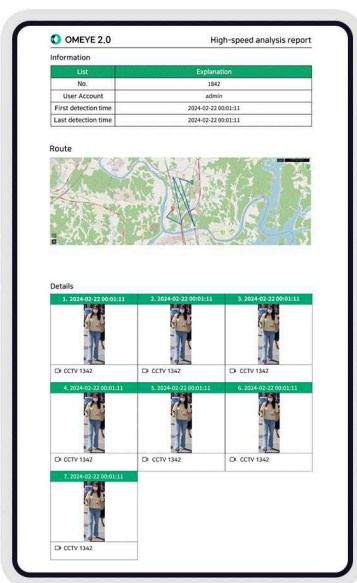 OMEYE 2.0
High-speed analysis report
Information
List Explanation
No. 1842
User Account admin
First detection time 2024-02-22 00:01:11
Last detection time 2024-02-22 00:01:11
Route
Details
1. 2024-02-22 00:01:11 2. 2024-02-22 00:01:11 3. 2024-02-22 00:01:11
CCTV 1342 CCTV 1342 CCTV 1342
4. 2024-02-22 00:01:11 5. 2024-02-22 00:01:11 6. 2024-02-22 00:01:11
CCTV 1342 CCTV 1342 CCTV 1342
7. 2024-02-22 00:01:11
CCTV 1342